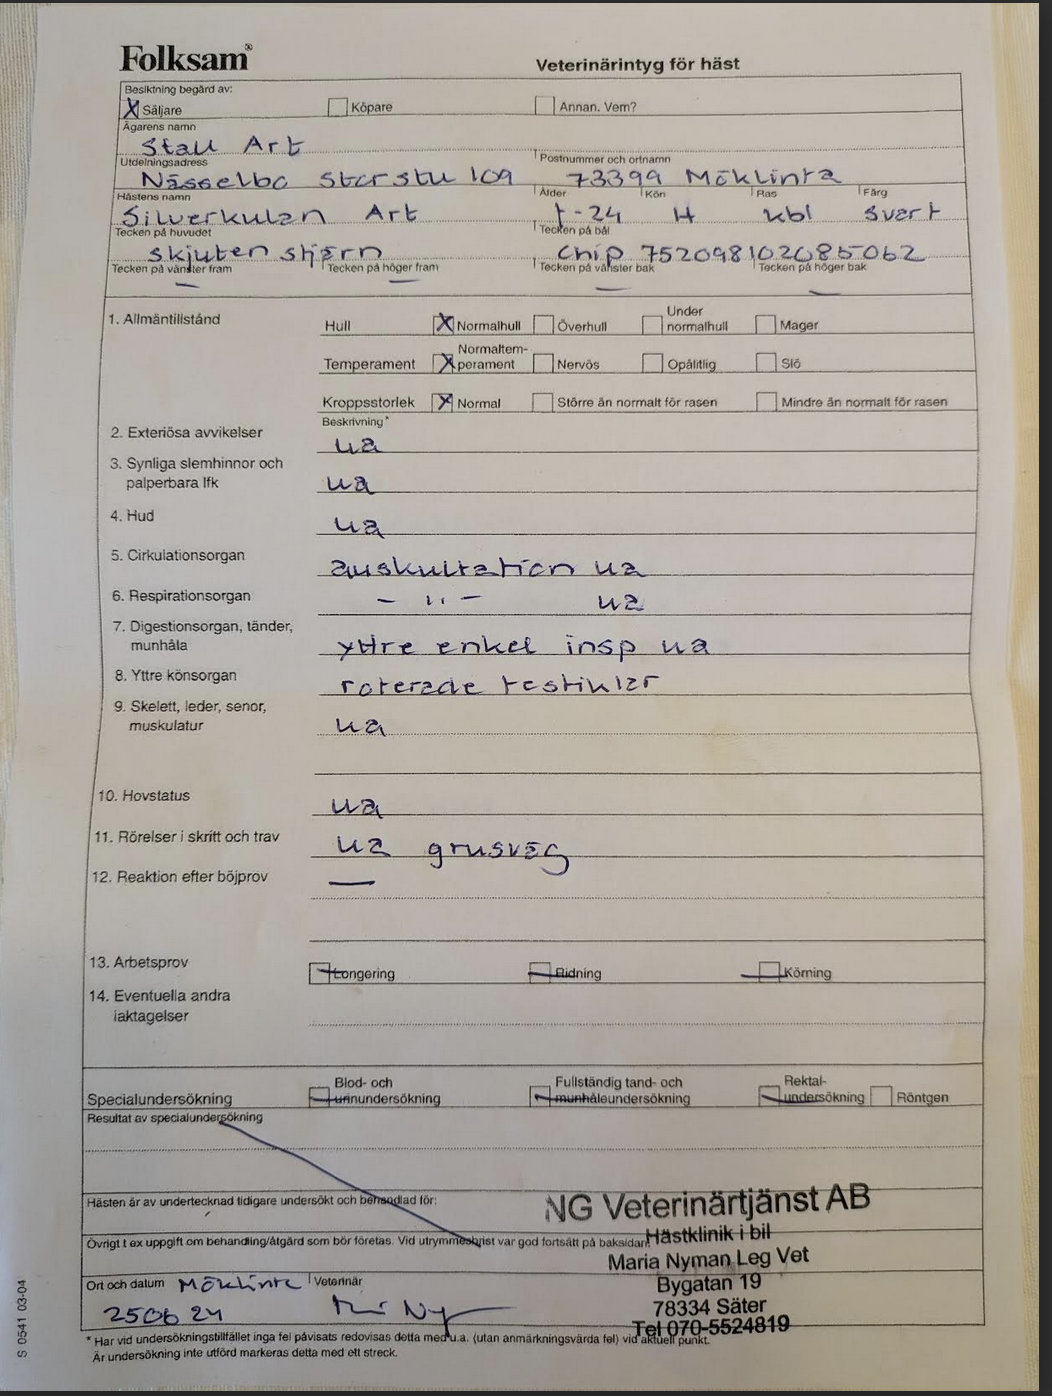 Folksam®
Veterinärintyg för häst
Besiktning begärd av:
X Säljare Köpare Annan. Vem?
Ägarens namn
Stall Art
Utdelningsadress Postnummer och ortnamn
Nässelbo Storstu 109 73399 Möklinta
Hästens namn Ålder Kön Ras Färg
Silverkulan Art f-24 H kbl svart
Tecken på huvudet Tecken på bål
skjuten stjärn chip 752098102085062
Tecken på vänster fram Tecken på höger fram Tecken på vänster bak Tecken på höger bak
— — — —
1. Allmäntillstånd
Hull X Normalhull Överhull Under normalhull Mager
Temperament X Normaltem-perament Nervös Opålitlig Slö
Kroppsstorlek X Normal Större än normalt för rasen Mindre än normalt för rasen
Beskrivning*
2. Exteriösa avvikelser ua
3. Synliga slemhinnor och
palperbara lfk ua
4. Hud ua
5. Cirkulationsorgan auskultation ua
6. Respirationsorgan – " – ua
7. Digestionsorgan, tänder,
munhåla yttre enkel insp ua
8. Yttre könsorgan roterade testiklar
9. Skelett, leder, senor,
muskulatur ua
10. Hovstatus ua
11. Rörelser i skritt och trav ua grusväg
12. Reaktion efter böjprov —
13. Arbetsprov Longering Ridning Körning
14. Eventuella andra
iaktagelser
Specialundersökning Blod- och urinundersökning Fullständig tand- och munhåleundersökning Rektal-undersökning Röntgen
Resultat av specialundersökning
Hästen är av undertecknad tidigare undersökt och behandlad för:
NG Veterinärtjänst AB
Övrigt t ex uppgift om behandling/åtgärd som bör företas. Vid utrymmesbrist var god fortsätt på baksidan
Hästklinik i bil
Maria Nyman Leg Vet
Bygatan 19
78334 Säter
Tel 070-5524819
Ort och datum Möklinta Veterinär
250624
* Har vid undersökningstillfället inga fel påvisats redovisas detta med u.a. (utan anmärkningsvärda fel) vid aktuell punkt.
Är undersökning inte utförd markeras detta med ett streck.
S 0541 03-04